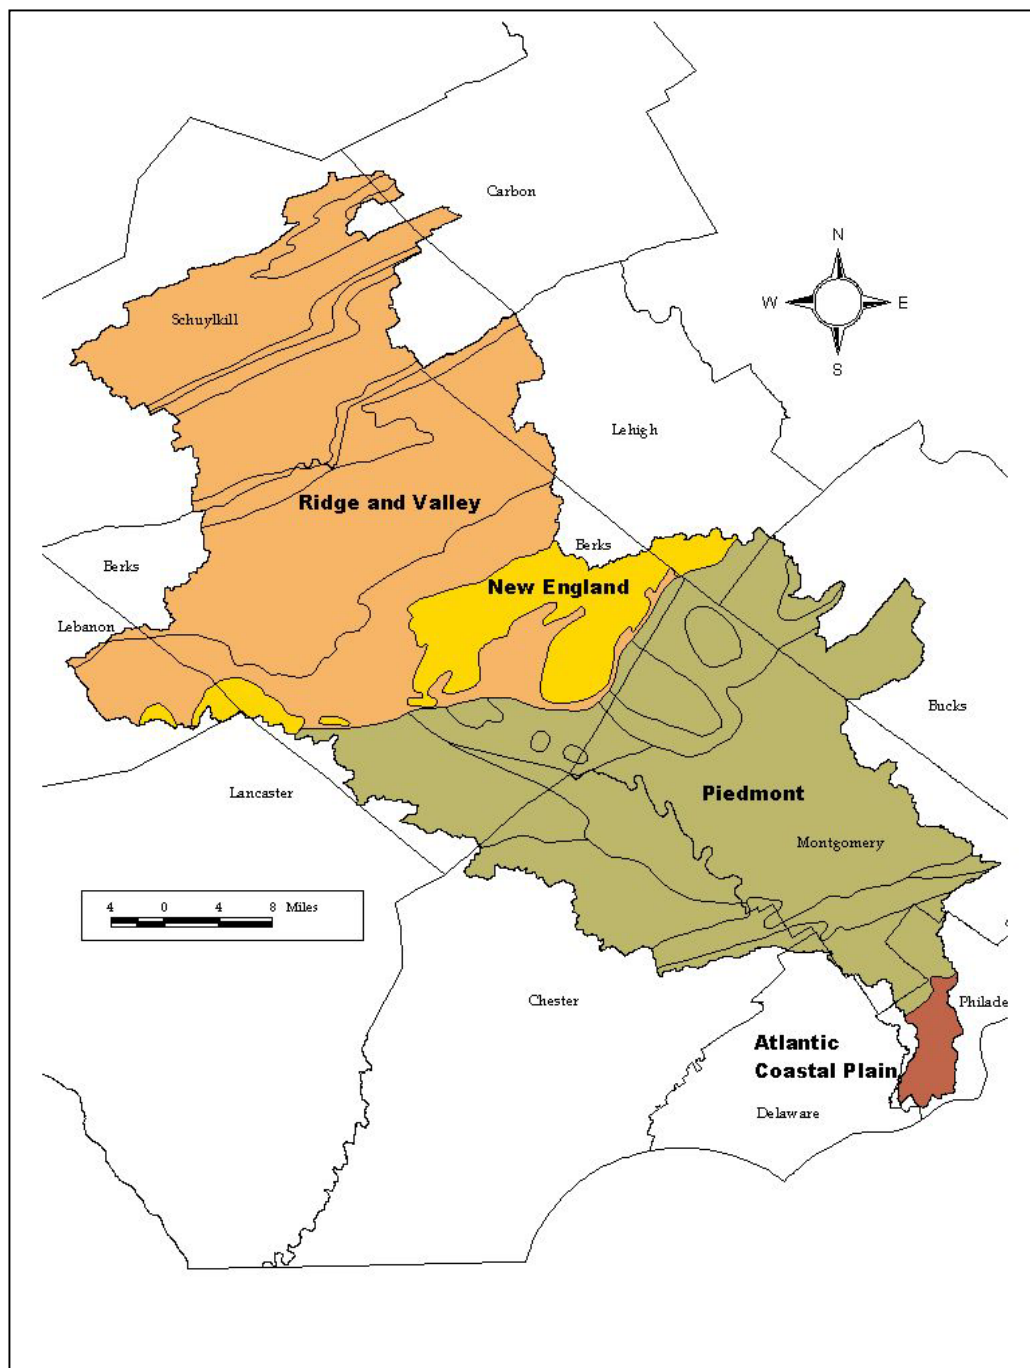 Carbon
N
W E
S
Schuylkill
Lehigh
Ridge and Valley
Berks
Berks
New England
Lebanon
Bucks
Lancaster
Piedmont
Montgomery
4 0 4 8 Miles
Chester
Philade
Atlantic
Coastal Plain
Delaware